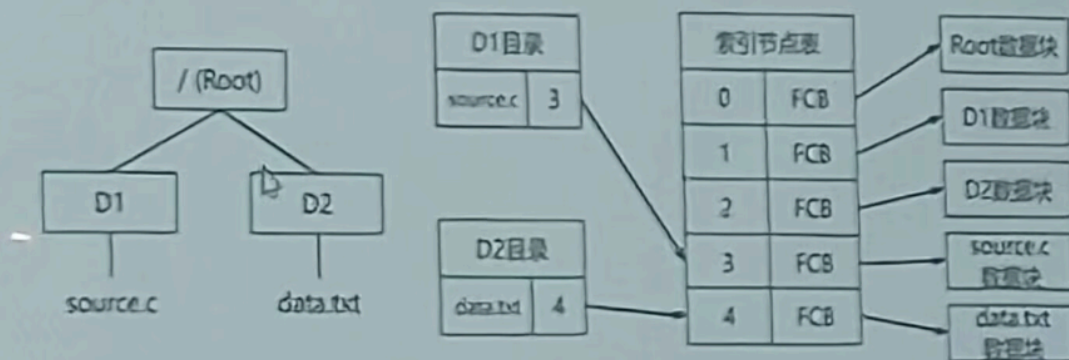 / (Root)
D1
D2
source.c
data.txt
D1目录
source.c 3
D2目录
data.txt 4
索引节点表
0 FCB
1 FCB
2 FCB
3 FCB
4 FCB
Root数据块
D1数据块
D2数据块
source.c
数据块
data.txt
数据块